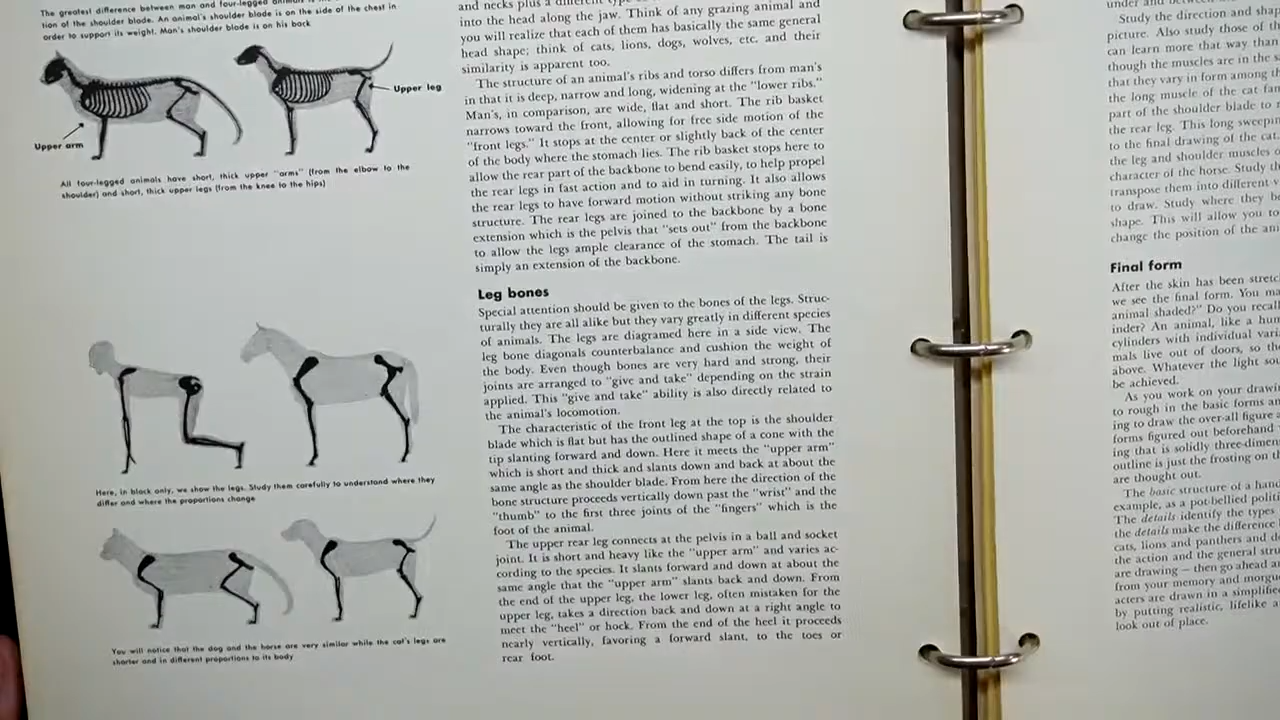 The greatest difference between man and four-legged animals is the
tion of the shoulder blade. An animal's shoulder blade is on the side of the chest in
order to support its weight. Man's shoulder blade is on his back
Upper leg
Upper arm
All four-legged animals have short, thick upper "arms" (from the elbow to the
shoulder) and short, thick upper legs (from the knee to the hips)
Here, in black only, we show the legs. Study them carefully to understand where they
differ and where the proportions change
You will notice that the dog and the horse are very similar while the cat's legs are
shorter and in different proportions to its body
and necks plus a different type of
into the head along the jaw. Think of any grazing animal and
you will realize that each of them has basically the same general
head shape; think of cats, lions, dogs, wolves, etc. and their
similarity is apparent too.
The structure of an animal's ribs and torso differs from man's
in that it is deep, narrow and long, widening at the "lower ribs."
Man's, in comparison, are wide, flat and short. The rib basket
narrows toward the front, allowing for free side motion of the
"front legs." It stops at the center or slightly back of the center
of the body where the stomach lies. The rib basket stops here to
allow the rear part of the backbone to bend easily, to help propel
the rear legs in fast action and to aid in turning. It also allows
the rear legs to have forward motion without striking any bone
structure. The rear legs are joined to the backbone by a bone
extension which is the pelvis that "sets out" from the backbone
to allow the legs ample clearance of the stomach. The tail is
simply an extension of the backbone.
Leg bones
Special attention should be given to the bones of the legs. Struc-
turally they are all alike but they vary greatly in different species
of animals. The legs are diagramed here in a side view. The
leg bone diagonals counterbalance and cushion the weight of
the body. Even though bones are very hard and strong, their
joints are arranged to "give and take" depending on the strain
applied. This "give and take" ability is also directly related to
the animal's locomotion.
The characteristic of the front leg at the top is the shoulder
blade which is flat but has the outlined shape of a cone with the
tip slanting forward and down. Here it meets the "upper arm"
which is short and thick and slants down and back at about the
same angle as the shoulder blade. From here the direction of the
bone structure proceeds vertically down past the "wrist" and the
"thumb" to the first three joints of the "fingers" which is the
foot of the animal.
The upper rear leg connects at the pelvis in a ball and socket
joint. It is short and heavy like the "upper arm" and varies ac-
cording to the species. It slants forward and down at about the
same angle that the "upper arm" slants back and down. From
the end of the upper leg, the lower leg, often mistaken for the
upper leg, takes a direction back and down at a right angle to
meet the "heel" or hock. From the end of the heel it proceeds
nearly vertically, favoring a forward slant, to the toes or
rear foot.
under and between the
Study the direction and shap
picture. Also study those of th
can learn more that way than
though the muscles are in the s
that they vary in form among th
the long muscle of the cat fam
part of the shoulder blade to
the rear leg. This long sweepin
to the final drawing of the cat
the leg and shoulder muscles o
character of the horse. Study th
transpose them into different v
to draw. Study where they be
shape. This will allow you to
change the position of the ani
Final form
After the skin has been stretc
we see the final form. You ma
animal shaded?" Do you recall
inder? An animal, like a hum
cylinders with individual vari
mals live out of doors, so th
above. Whatever the light so
be achieved.
As you work on your drawi
to rough in the basic forms an
ing to draw the over-all figure
forms figured out beforehand
ing that is solidly three-dimen
outline is just the frosting on th
are thought out.
The basic structure of a hand
example, as a pot-bellied polit
The details identify the types
the details make the difference
cats, lions and panthers and d
the action and the general stru
are drawing — then go ahead an
from your memory and morgu
acters are drawn in a simplifie
by putting realistic, lifelike a
look out of place.